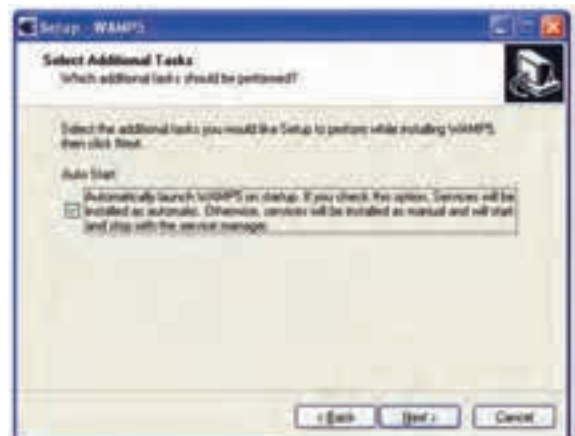 Setup - WAMP5
Select Additional Tasks
Which additional tasks should be performed?
Select the additional tasks you would like Setup to perform while installing WAMP5,
then click Next.
Auto Start
Automatically launch WAMP5 on startup. If you check this option, Services will be
installed as automatic. Otherwise, services will be installed as manual and will start
and stop with the service manager.
< Back
Next >
Cancel